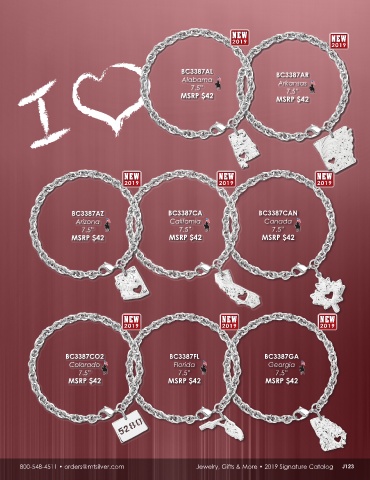 I
NEW
2019
NEW
2019
BC3387AL
Alabama
7.5"
MSRP $42
BC3387AR
Arkansas
7.5"
MSRP $42
NEW
2019
NEW
2019
NEW
2019
BC3387AZ
Arizona
7.5"
MSRP $42
BC3387CA
California
7.5"
MSRP $42
BC3387CAN
Canada
7.5"
MSRP $42
NEW
2019
NEW
2019
NEW
2019
BC3387CO2
Colorado
7.5"
MSRP $42
BC3387FL
Florida
7.5"
MSRP $42
BC3387GA
Georgia
7.5"
MSRP $42
5280
800-548-4511 • orders@mtsilver.com
Jewelry, Gifts & More • 2019 Signature Catalog J123